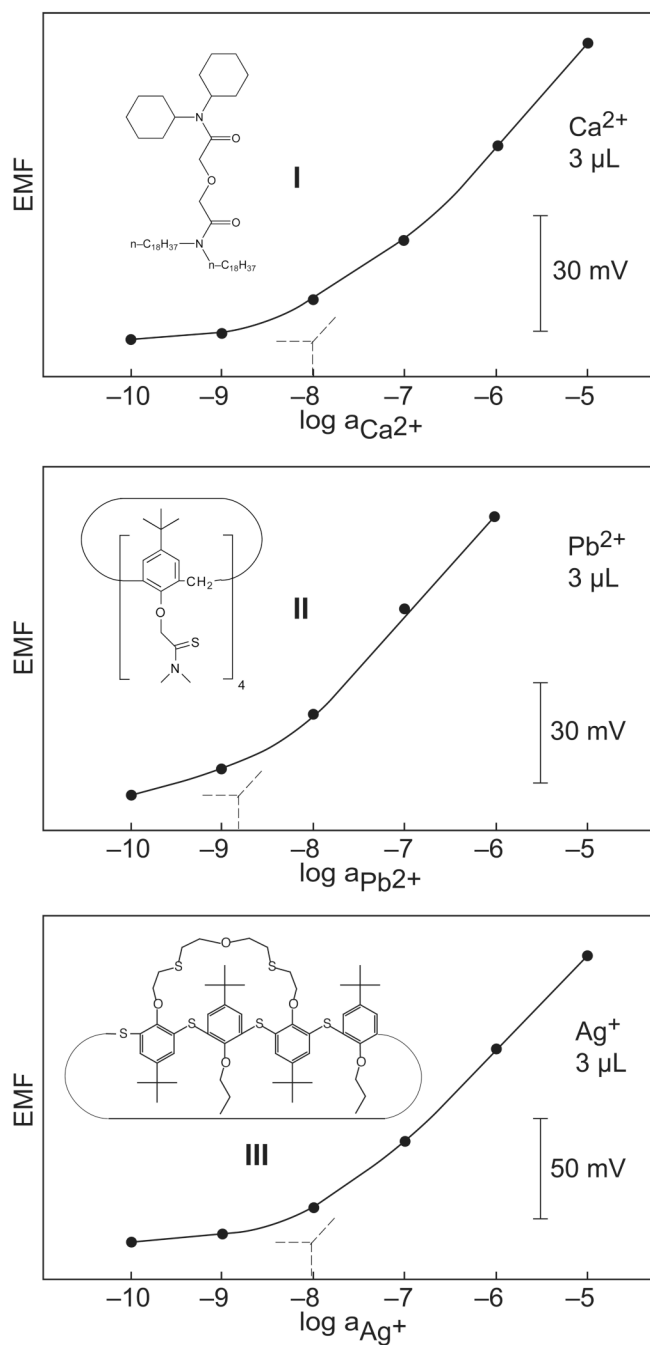 EMF
N
O
O
O
N
n–C18H37
n–C18H37
I
Ca2+
3 µL
30 mV
–10 –9 –8 –7 –6 –5
log aCa2+
EMF
CH2
O
S
N
4
II
Pb2+
3 µL
30 mV
–10 –9 –8 –7 –6 –5
log aPb2+
EMF
O
S S
O O
S S S S
O O
III
Ag+
3 µL
50 mV
–10 –9 –8 –7 –6 –5
log aAg+